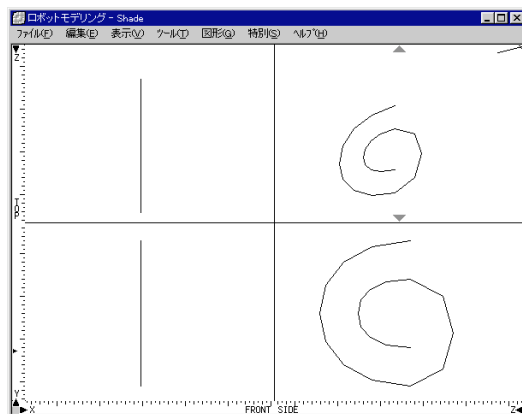 ロボットモデリング - Shade
ファイル(F) 編集(E) 表示(V) ツール(T) 図形(G) 特別(S) ヘルプ(H)
Z
TOP
Y
X FRONT SIDE Z